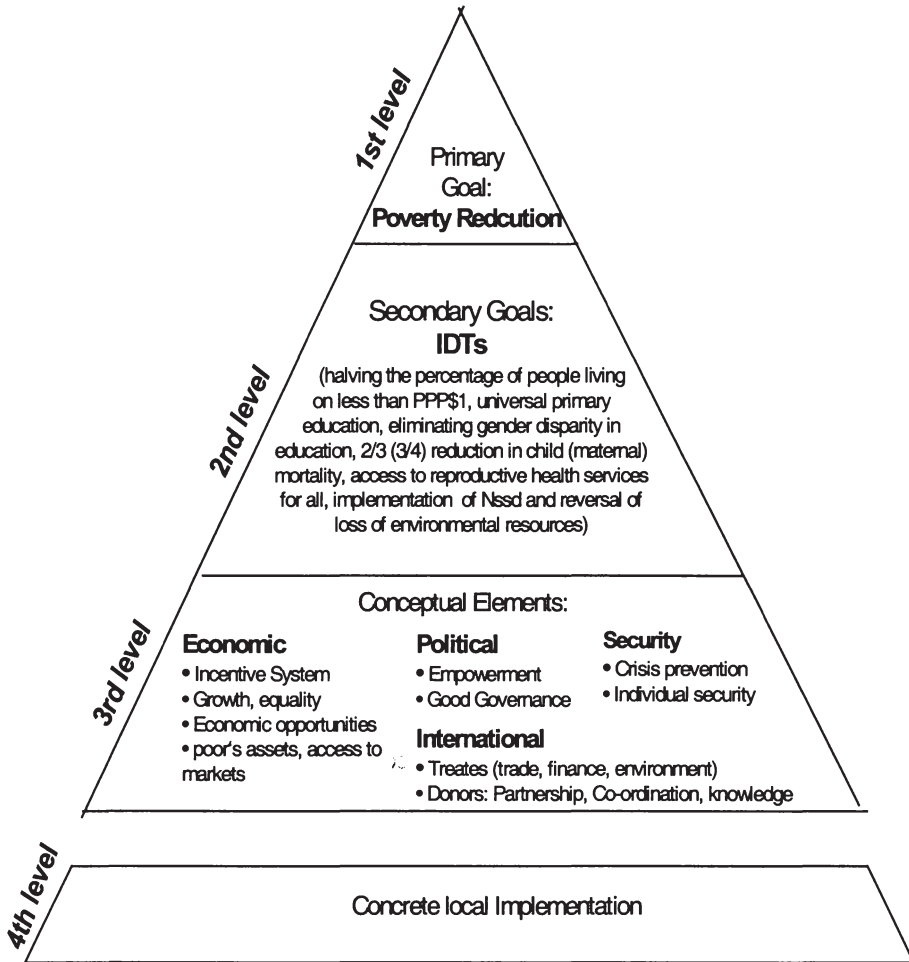 1st level
Primary
Goal:
Poverty Redcution
2nd level
Secondary Goals:
IDTs
(halving the percentage of people living
on less than PPP$1, universal primary
education, eliminating gender disparity in
education, 2/3 (3/4) reduction in child (maternal)
mortality, access to reproductive health services
for all, implementation of Nssd and reversal of
loss of environmental resources)
3rd level
Conceptual Elements:
Economic
• Incentive System
• Growth, equality
• Economic opportunities
• poor's assets, access to
markets
Political
• Empowerment
• Good Governance
Security
• Crisis prevention
• Individual security
International
• Treates (trade, finance, environment)
• Donors: Partnership, Co-ordination, knowledge
4th level
Concrete local Implementation